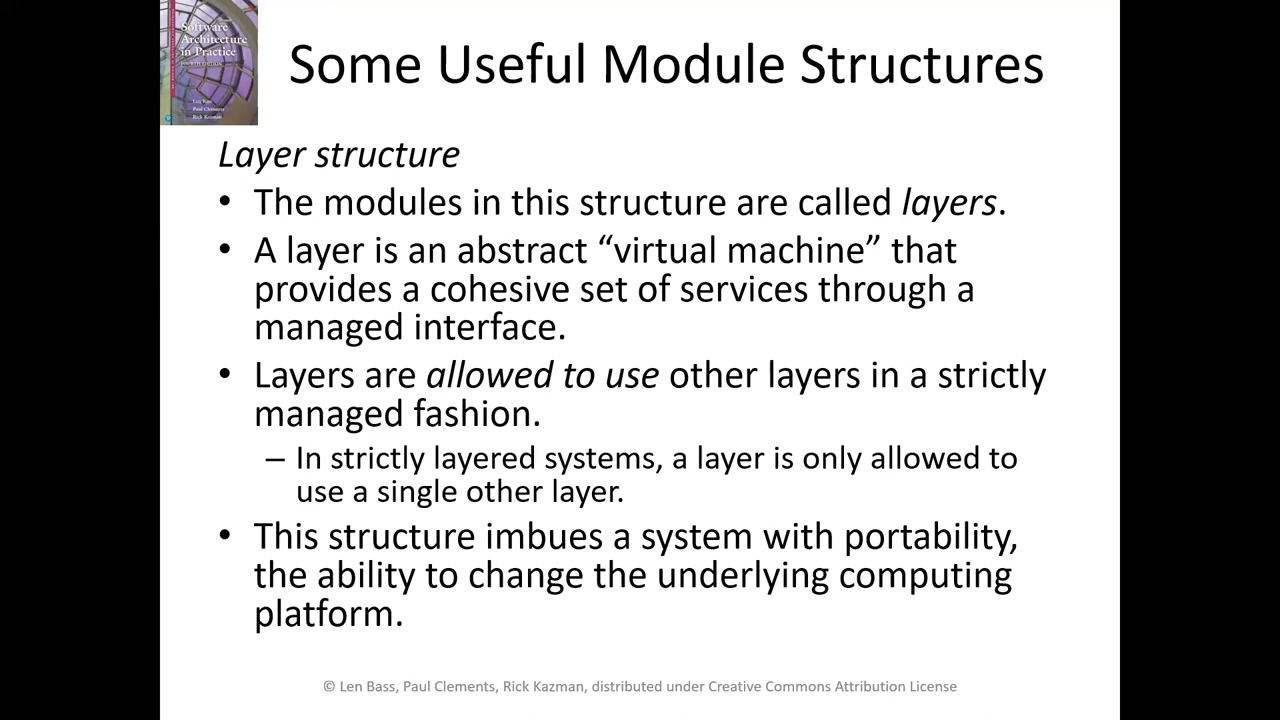 Software
Architecture
in Practice
FOURTH EDITION
Len Bass
Paul Clements
Rick Kazman
Some Useful Module Structures
Layer structure
• The modules in this structure are called layers.
• A layer is an abstract “virtual machine” that
provides a cohesive set of services through a
managed interface.
• Layers are allowed to use other layers in a strictly
managed fashion.
– In strictly layered systems, a layer is only allowed to
use a single other layer.
• This structure imbues a system with portability,
the ability to change the underlying computing
platform.
© Len Bass, Paul Clements, Rick Kazman, distributed under Creative Commons Attribution License